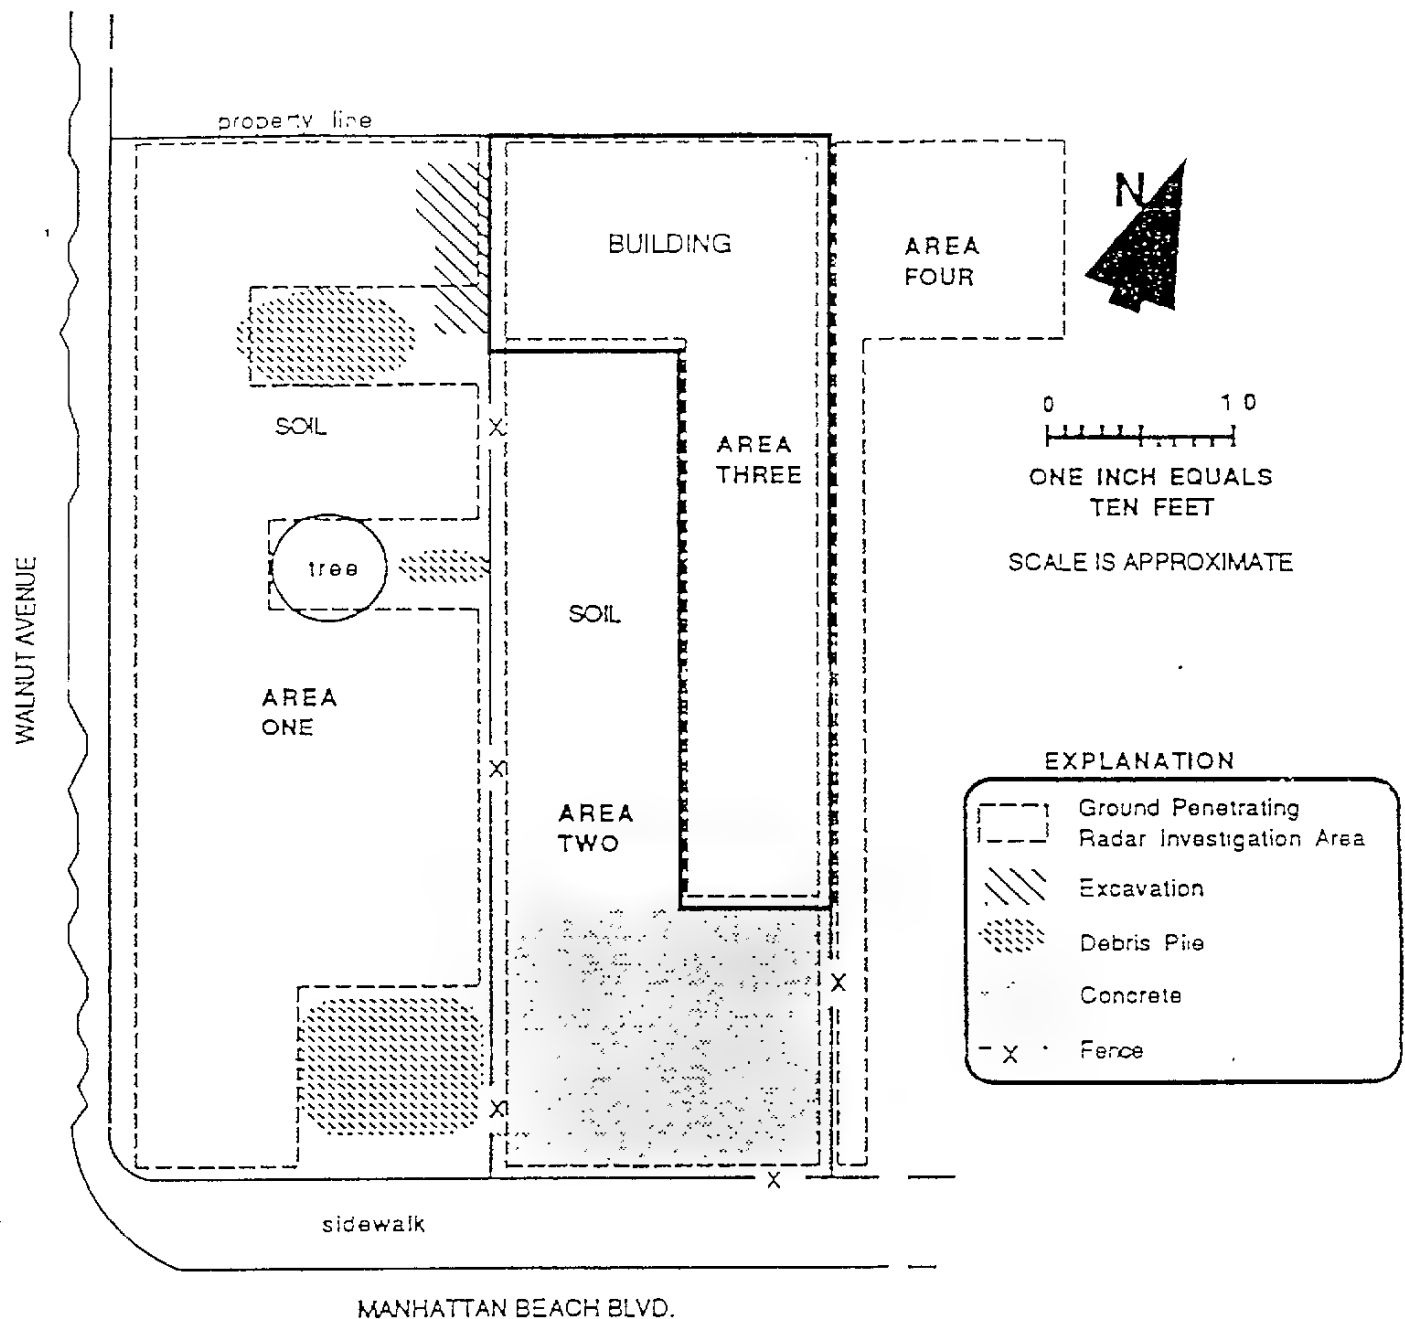 property line
N
BUILDING
AREA
FOUR
0 10
SOIL
X
AREA
THREE
ONE INCH EQUALS
TEN FEET
SCALE IS APPROXIMATE
WALNUT AVENUE
tree
SOIL
AREA
ONE
X
EXPLANATION
AREA
TWO
Ground Penetrating
Radar Investigation Area
Excavation
Debris Pile
X
Concrete
X
Fence
X
X
sidewalk
MANHATTAN BEACH BLVD.